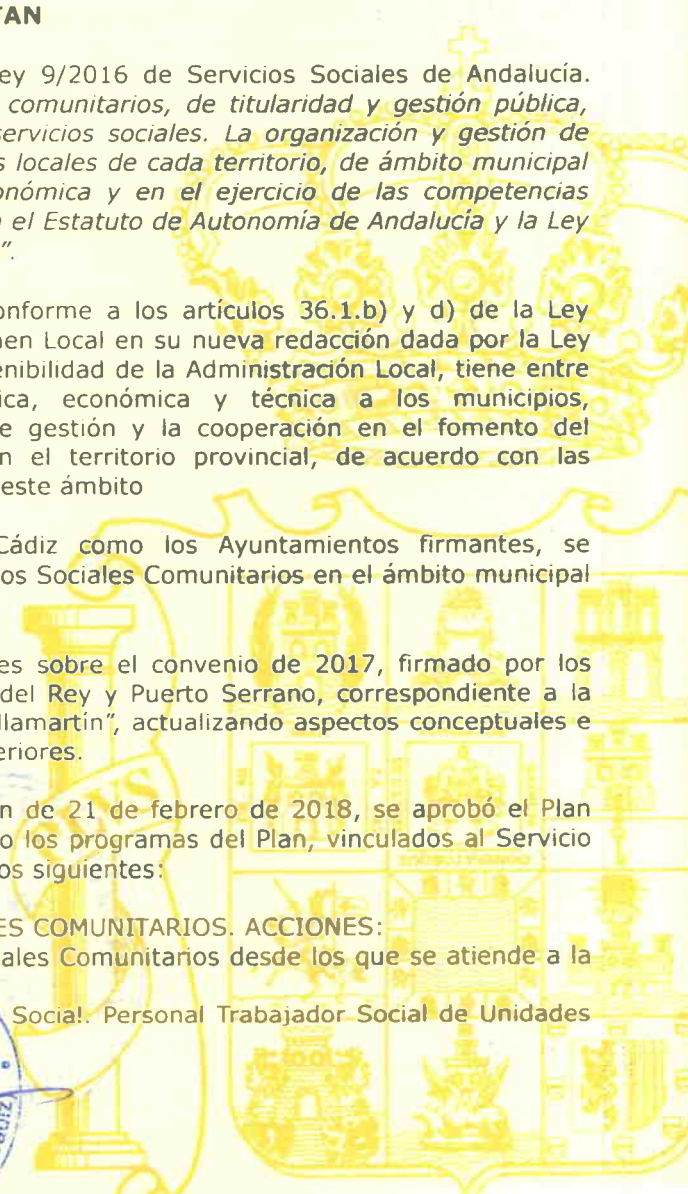 TAN
ey 9/2016 de Servicios Sociales de Andalucía.
comunitarios, de titularidad y gestión pública,
servicios sociales. La organización y gestión de
s locales de cada territorio, de ámbito municipal
onómica y en el ejercicio de las competencias
el Estatuto de Autonomía de Andalucía y la Ley
".
onforme a los artículos 36.1.b) y d) de la Ley
en Local en su nueva redacción dada por la Ley
enibilidad de la Administración Local, tiene entre
ica, económica y técnica a los municipios,
e gestión y la cooperación en el fomento del
n el territorio provincial, de acuerdo con las
este ámbito
Cádiz como los Ayuntamientos firmantes, se
os Sociales Comunitarios en el ámbito municipal
es sobre el convenio de 2017, firmado por los
del Rey y Puerto Serrano, correspondiente a la
llamartín", actualizando aspectos conceptuales e
eriores.
n de 21 de febrero de 2018, se aprobó el Plan
o los programas del Plan, vinculados al Servicio
os siguientes:
ES COMUNITARIOS. ACCIONES:
ales Comunitarios desde los que se atiende a la
Social. Personal Trabajador Social de Unidades